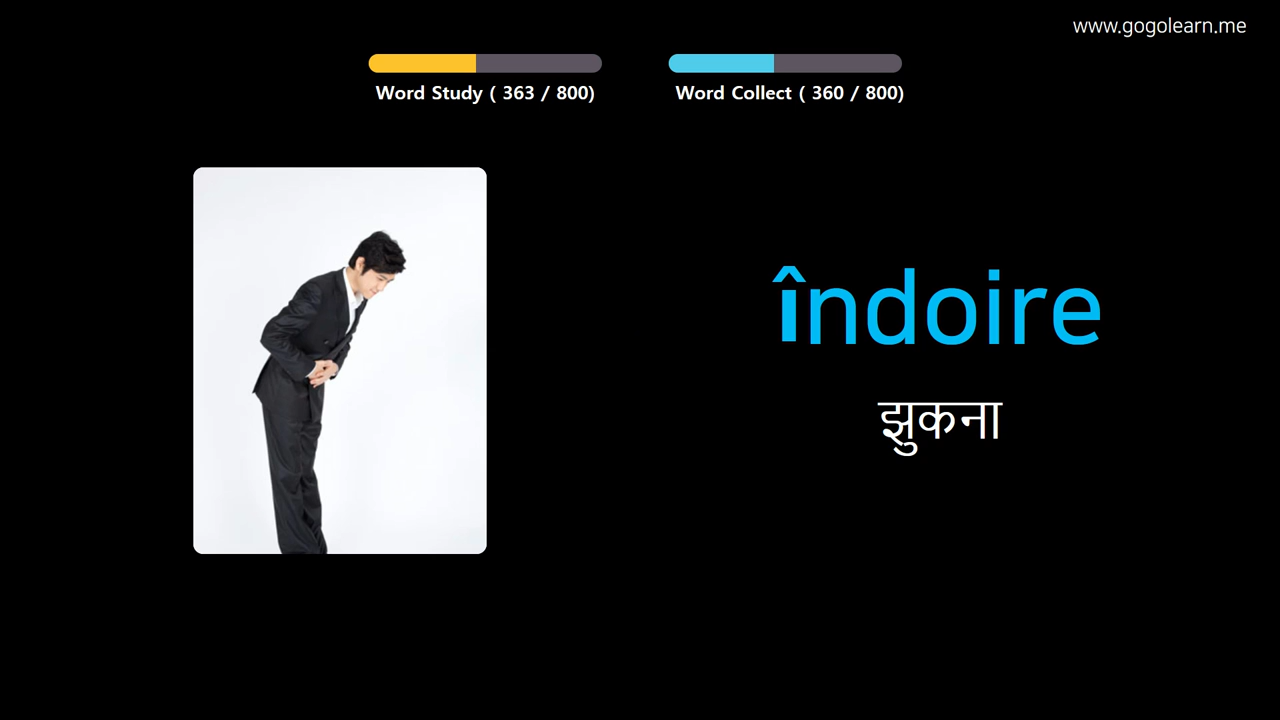 www.gogolearn.me
Word Study ( 363 / 800)
Word Collect ( 360 / 800)
îndoire
झुकना